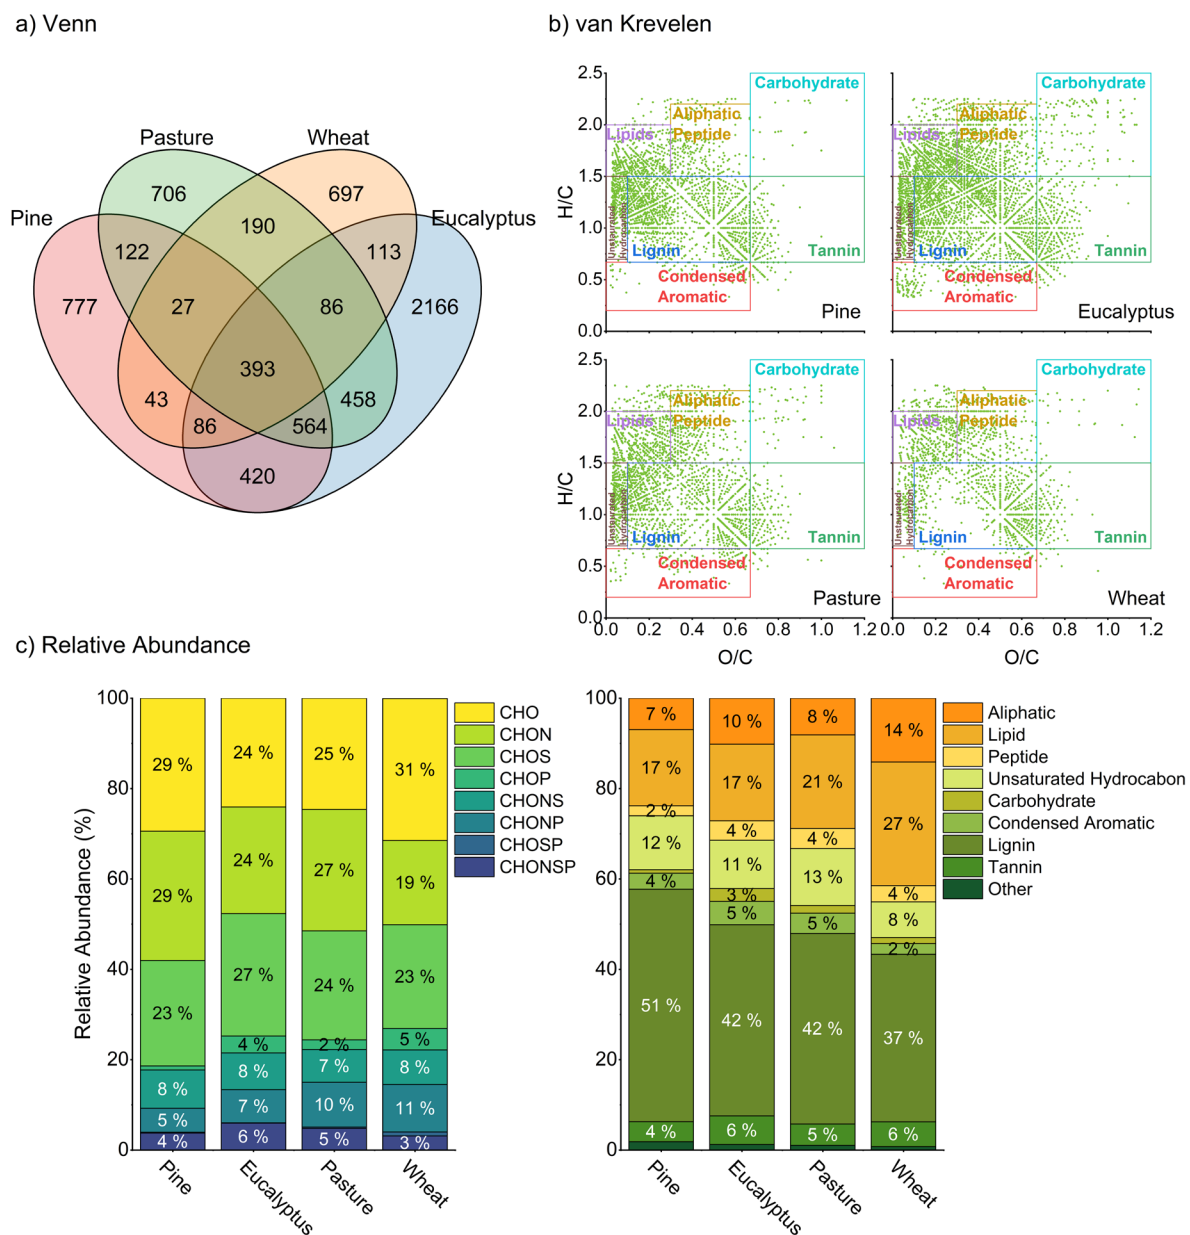 a) Venn
Pasture
Wheat
Pine
Eucalyptus
706
697
190
122
113
777
27
86
2166
393
43
458
86
564
420
b) van Krevelen
H/C
2.5
2.0
1.5
1.0
0.5
0.0
Carbohydrate
Aliphatic
Peptide
Lipids
Unstaurated
Hydrocarbon
Lignin
Tannin
Condensed
Aromatic
Pine
Carbohydrate
Aliphatic
Peptide
Lipids
Unstaurated
Hydrocarbon
Lignin
Tannin
Condensed
Aromatic
Eucalyptus
H/C
2.5
2.0
1.5
1.0
0.5
0.0
Carbohydrate
Aliphatic
Peptide
Lipids
Unstaurated
Hydrocarbon
Lignin
Tannin
Condensed
Aromatic
Pasture
0.0 0.2 0.4 0.6 0.8 1.0 1.2
O/C
Carbohydrate
Aliphatic
Peptide
Lipids
Unstaurated
Hydrocarbon
Lignin
Tannin
Condensed
Aromatic
Wheat
0.0 0.2 0.4 0.6 0.8 1.0 1.2
O/C
c) Relative Abundance
Relative Abundance (%)
100
80
60
40
20
0
29 %
29 %
23 %
8 %
5 %
4 %
24 %
24 %
27 %
4 %
8 %
7 %
6 %
25 %
27 %
24 %
2 %
7 %
10 %
5 %
31 %
19 %
23 %
5 %
8 %
11 %
3 %
Pine
Eucalyptus
Pasture
Wheat
CHO
CHON
CHOS
CHOP
CHONS
CHONP
CHOSP
CHONSP
100
80
60
40
20
0
7 %
17 %
2 %
12 %
4 %
51 %
4 %
10 %
17 %
4 %
11 %
3 %
5 %
42 %
6 %
8 %
21 %
4 %
13 %
5 %
42 %
5 %
14 %
27 %
4 %
8 %
2 %
37 %
6 %
Pine
Eucalyptus
Pasture
Wheat
Aliphatic
Lipid
Peptide
Unsaturated Hydrocabon
Carbohydrate
Condensed Aromatic
Lignin
Tannin
Other